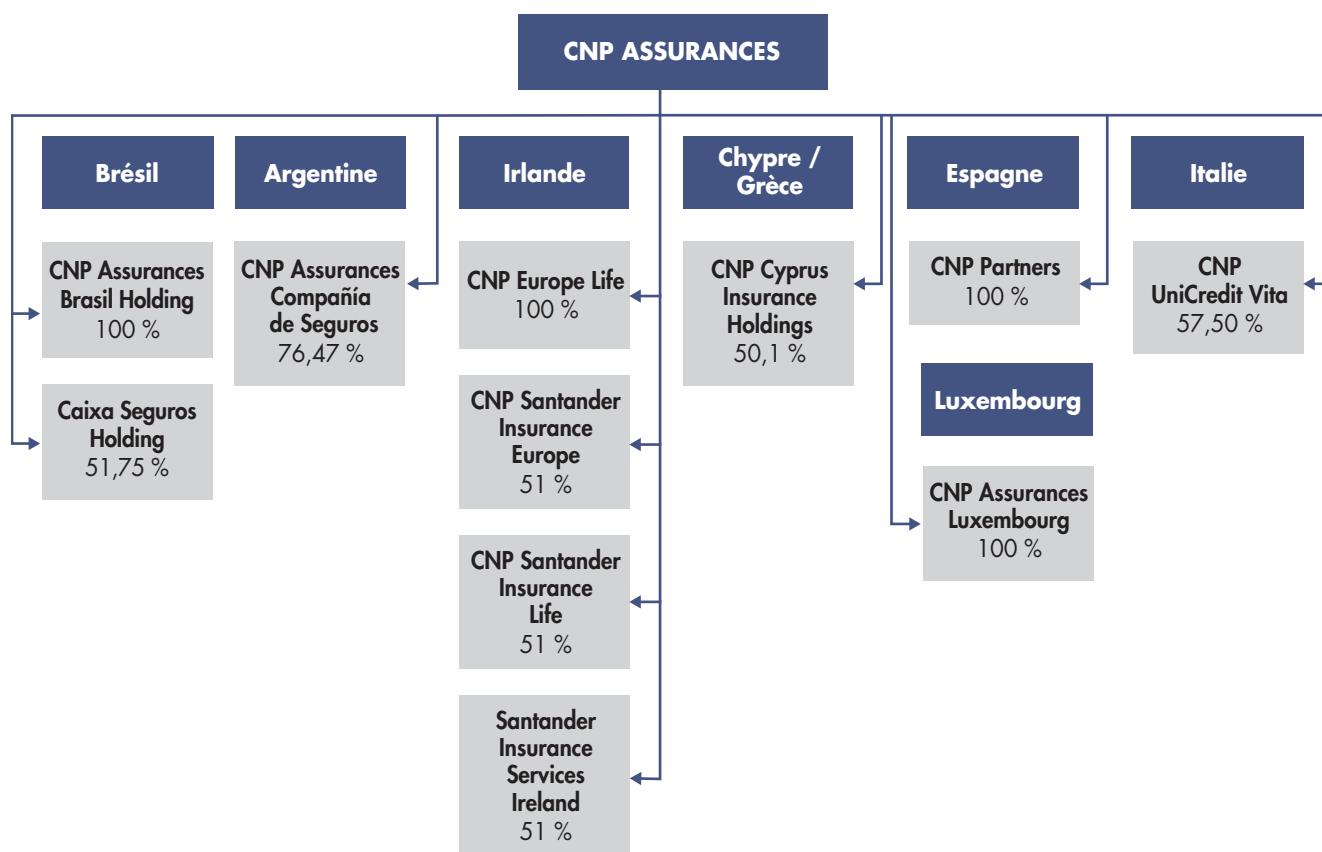 CNP ASSURANCES
Brésil
CNP Assurances
Brasil Holding
100 %
Caixa Seguros
Holding
51,75 %
Argentine
CNP Assurances
Compañía
de Seguros
76,47 %
Irlande
CNP Europe Life
100 %
CNP Santander
Insurance
Europe
51 %
CNP Santander
Insurance
Life
51 %
Santander
Insurance
Services
Ireland
51 %
Chypre /
Grèce
CNP Cyprus
Insurance
Holdings
50,1 %
Espagne
CNP Partners
100 %
Luxembourg
CNP Assurances
Luxembourg
100 %
Italie
CNP
UniCredit Vita
57,50 %